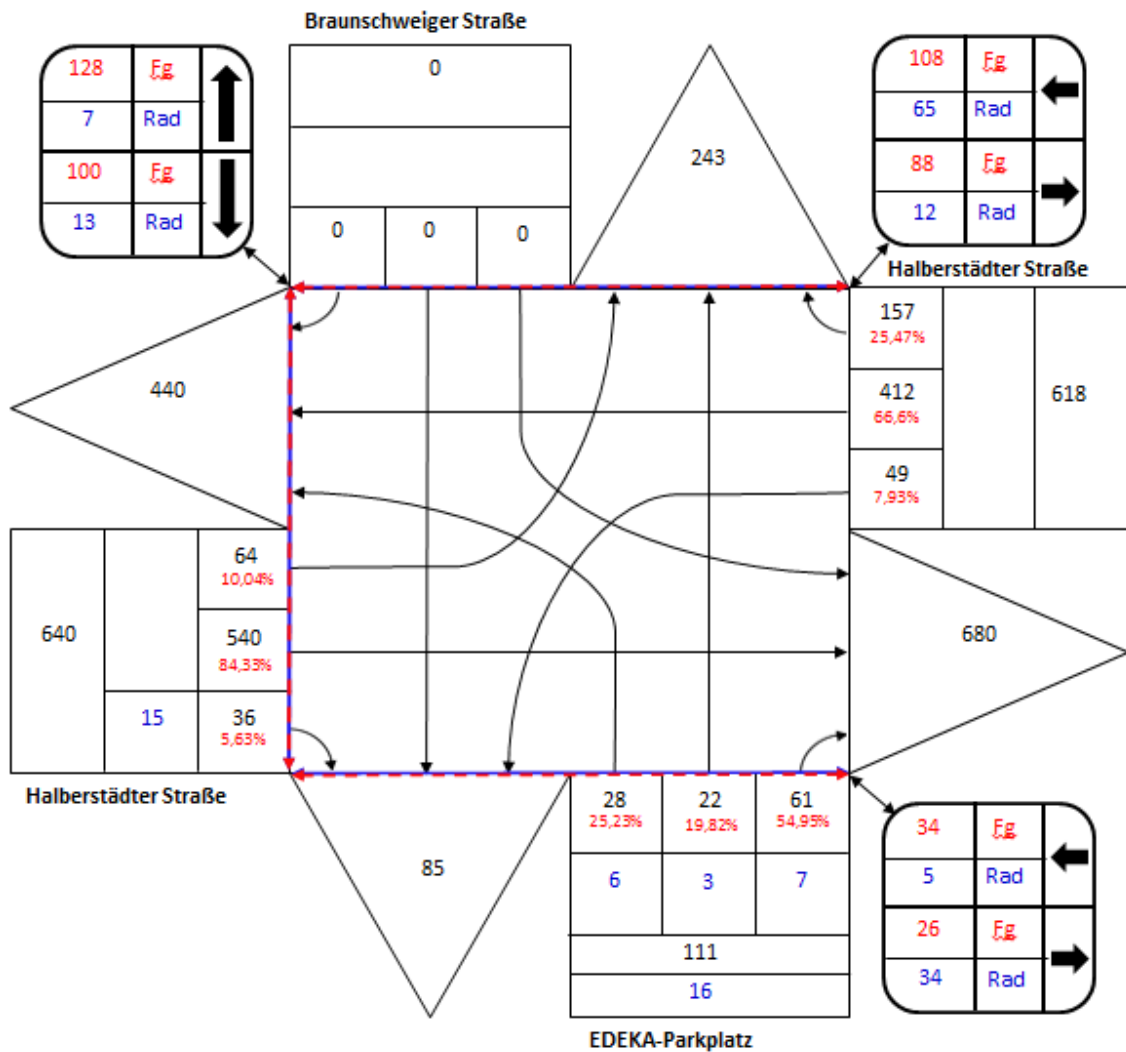 Braunschweiger Straße
128 Fg
7 Rad
100 Fg
13 Rad
0
0 0 0
243
108 Fg
65 Rad
88 Fg
12 Rad
Halberstädter Straße
157
25,47%
412
66,6%
49
7,93%
618
440
640
64
10,04%
540
84,33%
15
36
5,63%
Halberstädter Straße
680
85
28 22 61
25,23% 19,82% 54,95%
6 3 7
111
16
EDEKA-Parkplatz
34 Fg
5 Rad
26 Fg
34 Rad